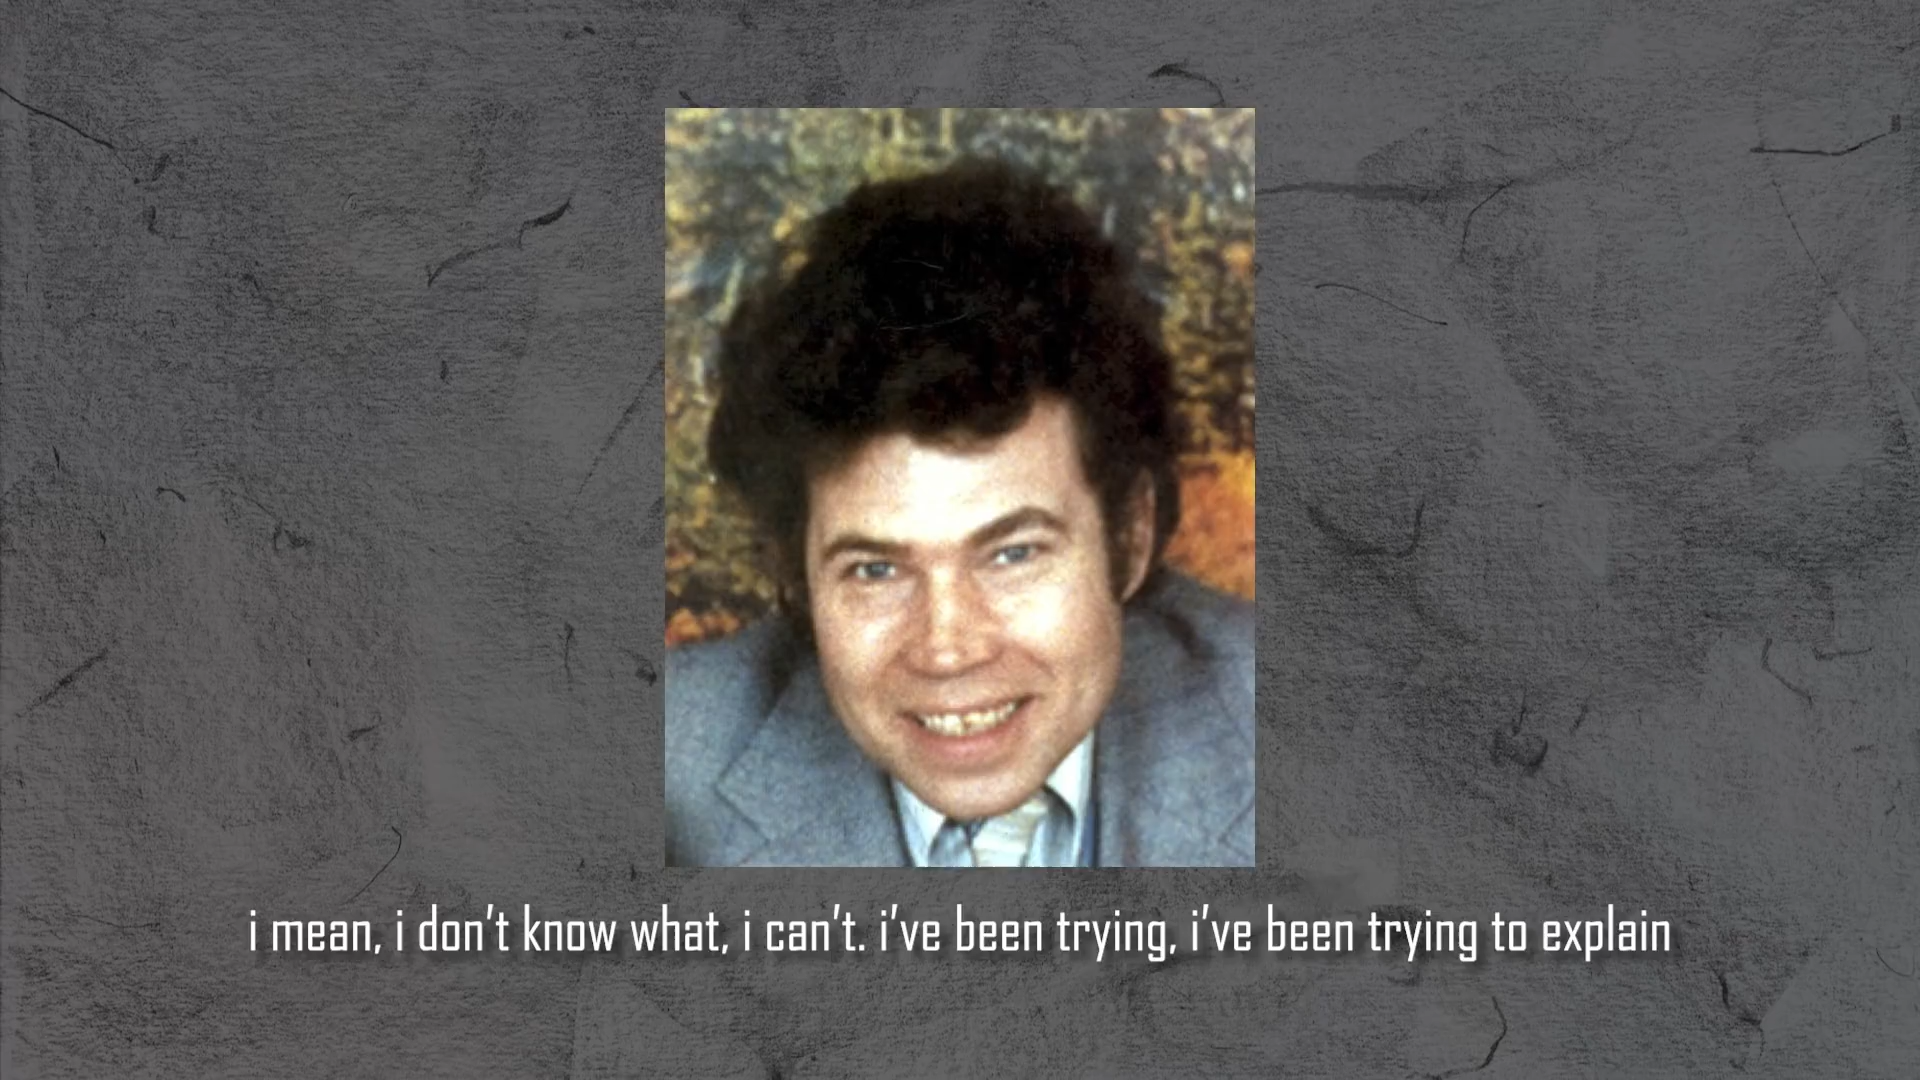 i mean, i don't know what, i can't. i've been trying, i've been trying to explain